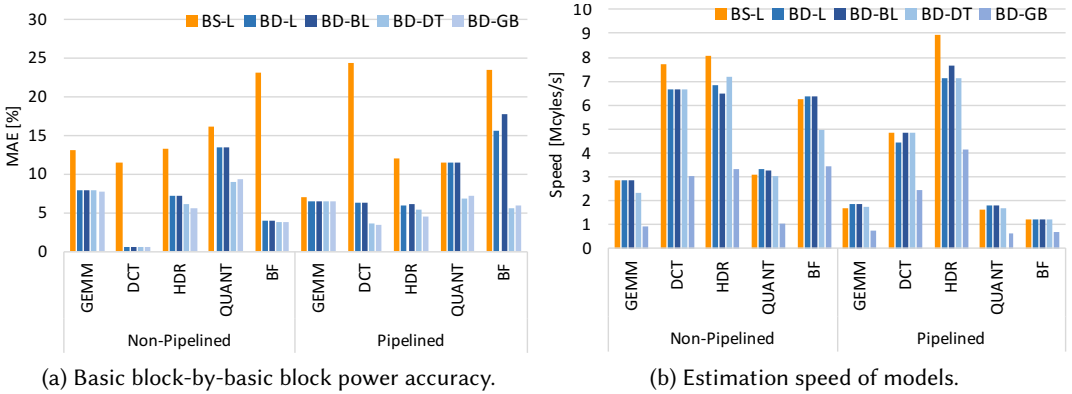 BS-L BD-L BD-BL BD-DT BD-GB
30
25
20
15
10
5
0
MAE [%]
GEMM DCT HDR QUANT BF GEMM DCT HDR QUANT BF
Non-Pipelined Pipelined
(a) Basic block-by-basic block power accuracy.
BS-L BD-L BD-BL BD-DT BD-GB
10
9
8
7
6
5
4
3
2
1
0
Speed [Mcyles/s]
GEMM DCT HDR QUANT BF GEMM DCT HDR QUANT BF
Non-Pipelined Pipelined
(b) Estimation speed of models.